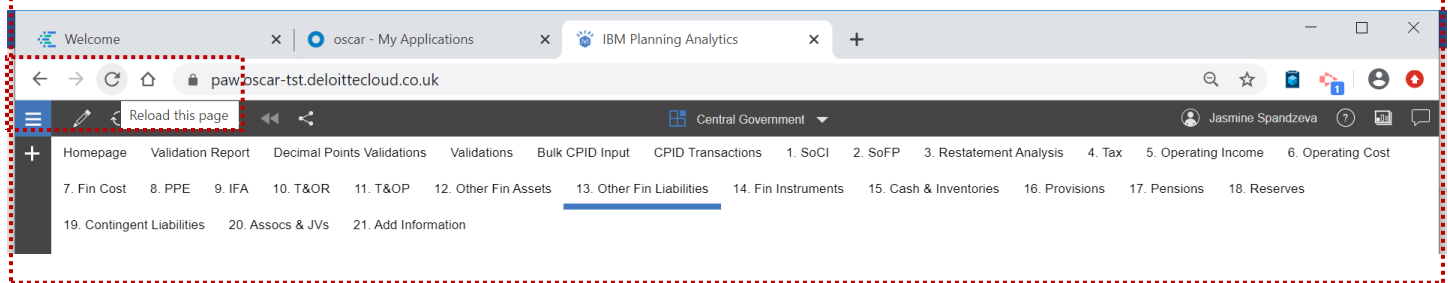 Welcome oscar - My Applications IBM Planning Analytics
paw.oscar-tst.deloittecloud.co.uk
1
Reload this page Central Government Jasmine Spandzeva
Homepage Validation Report Decimal Points Validations Validations Bulk CPID Input CPID Transactions 1. SoCI 2. SoFP 3. Restatement Analysis 4. Tax 5. Operating Income 6. Operating Cost
7. Fin Cost 8. PPE 9. IFA 10. T&OR 11. T&OP 12. Other Fin Assets 13. Other Fin Liabilities 14. Fin Instruments 15. Cash & Inventories 16. Provisions 17. Pensions 18. Reserves
19. Contingent Liabilities 20. Assocs & JVs 21. Add Information